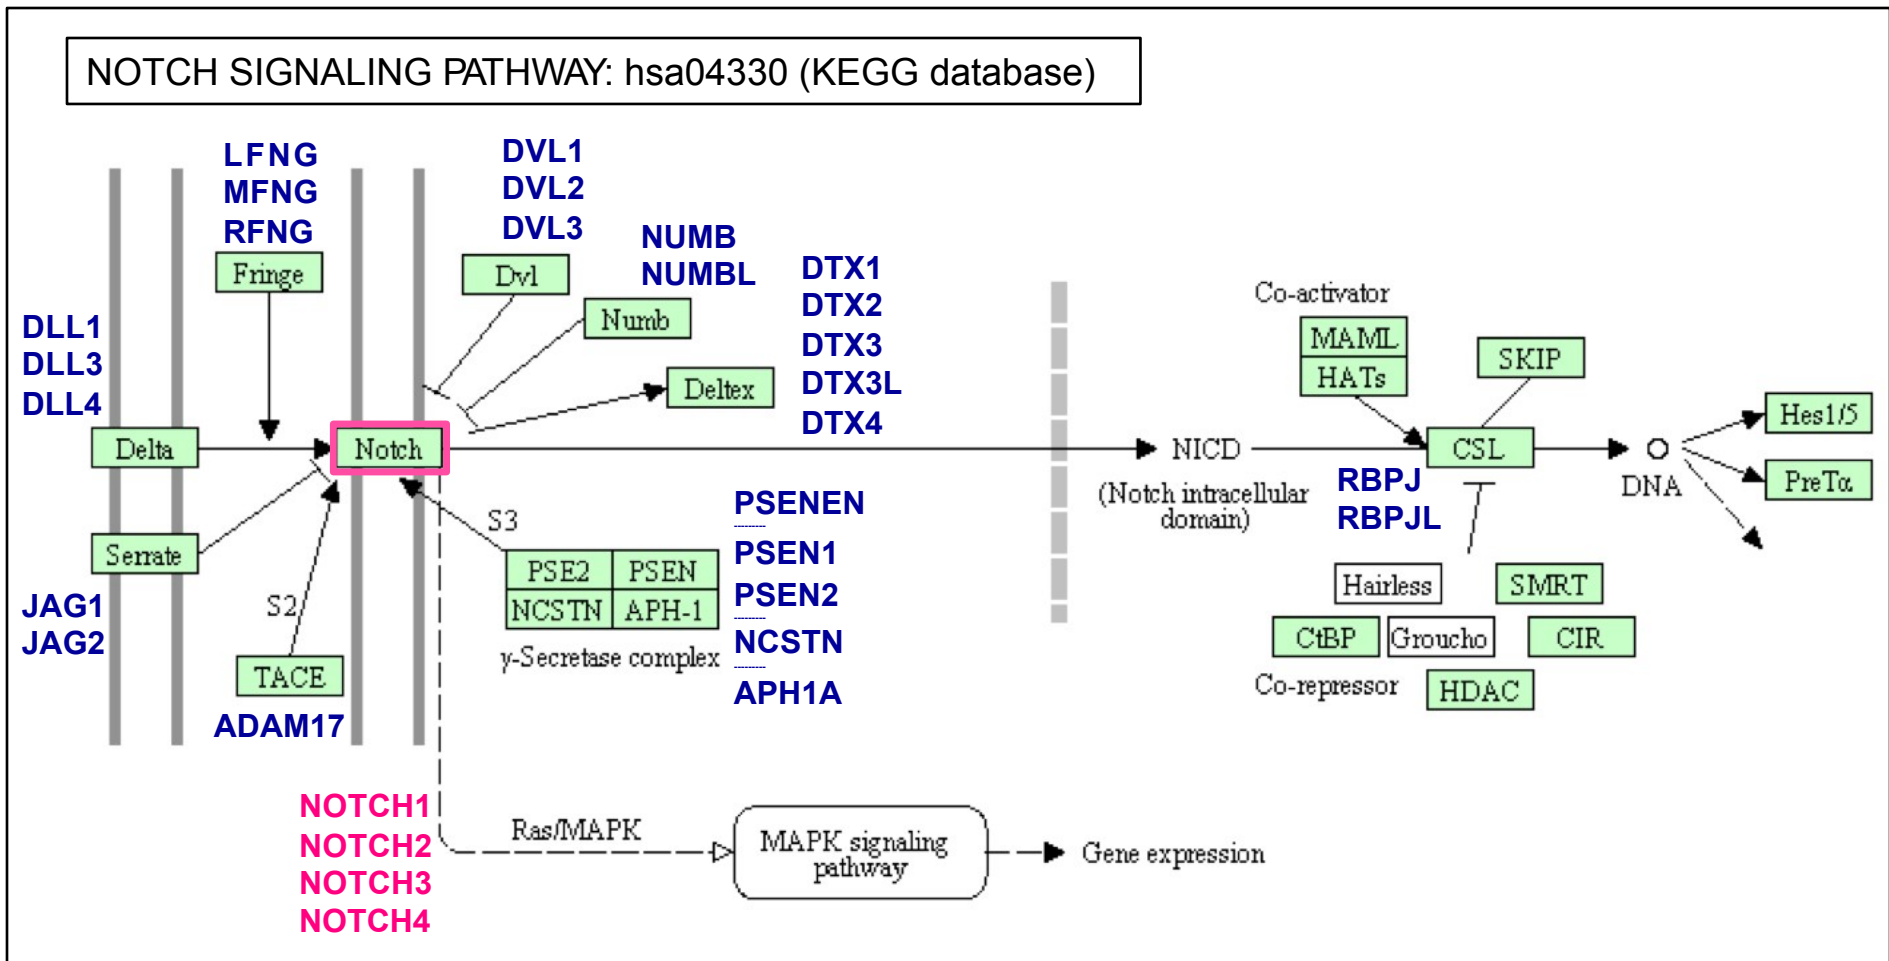 NOTCH SIGNALING PATHWAY: hsa04330 (KEGG database)
LFNG
MFNG
RFNG
Fringe
DVL1
DVL2
DVL3
Dvl
NUMB
NUMBL
Numb
DTX1
DTX2
DTX3
DTX3L
DTX4
Deltex
DLL1
DLL3
DLL4
Delta
Notch
Serrate
JAG1
JAG2
S2
TACE
ADAM17
S3
PSE2 PSEN
NCSTN APH-1
γ-Secretase complex
PSENEN
PSEN1
PSEN2
NCSTN
APH1A
NICD
(Notch intracellular
domain)
Co-activator
MAML
HATs
SKIP
CSL
RBPJ
RBPJL
DNA
Hes1/5
PreTα
Hairless
SMRT
CtBP
Groucho
CIR
Co-repressor
HDAC
NOTCH1
NOTCH2
NOTCH3
NOTCH4
Ras/MAPK
MAPK signaling
pathway
Gene expression